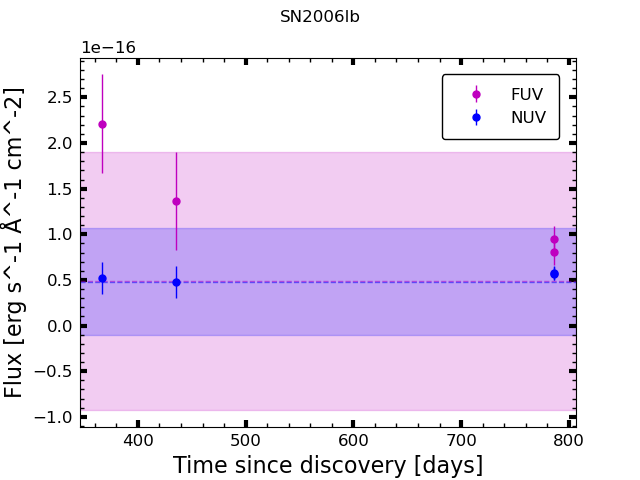 SN2006lb
1e−16
2.5
2.0
1.5
1.0
0.5
0.0
−0.5
−1.0
Flux [erg s^-1 Å^-1 cm^-2]
FUV
NUV
400
500
600
700
800
Time since discovery [days]